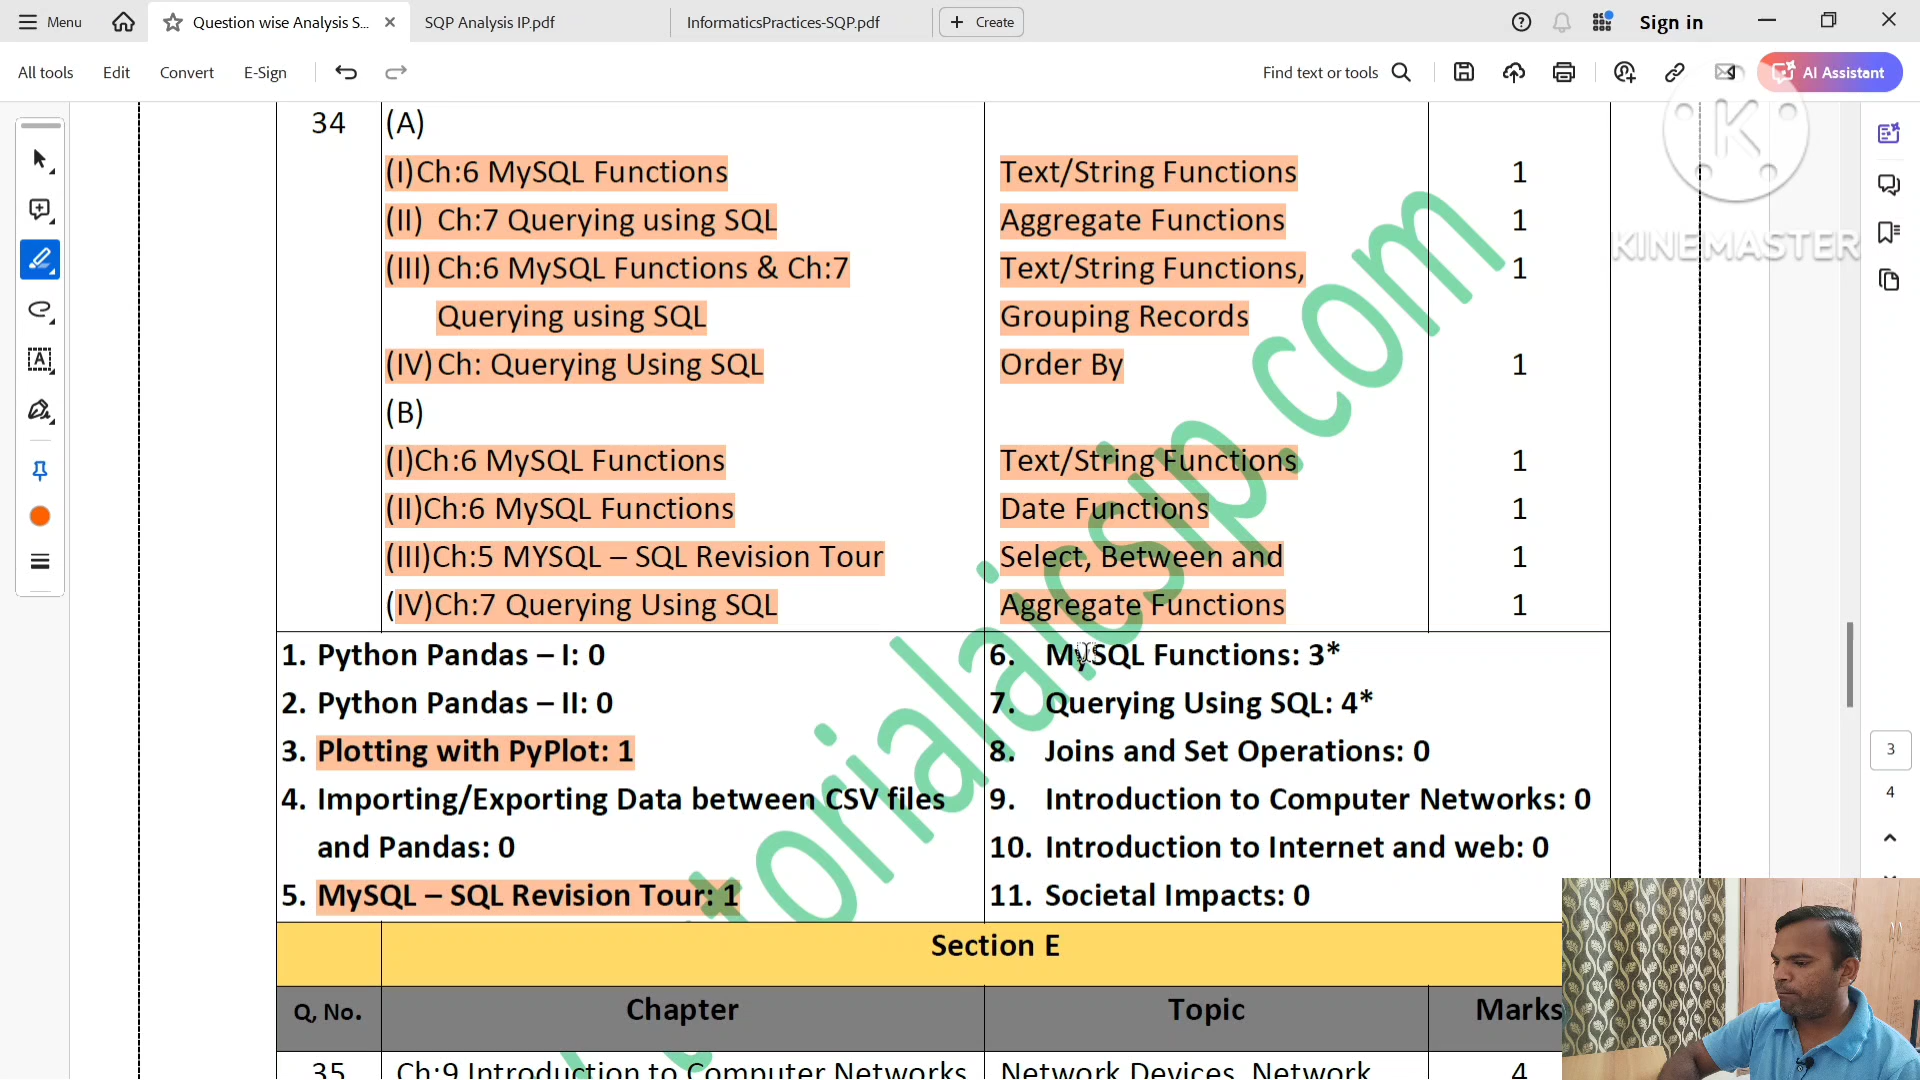 Menu
Question wise Analysis S...
SQP Analysis IP.pdf
InformaticsPractices-SQP.pdf
Create
Sign in
All tools
Edit
Convert
E-Sign
Find text or tools
AI Assistant
K
KINEMASTER
34
(A)
(I)Ch:6 MySQL Functions
Text/String Functions
1
(II) Ch:7 Querying using SQL
Aggregate Functions
1
(III) Ch:6 MySQL Functions & Ch:7
Text/String Functions,
1
Querying using SQL
Grouping Records
(IV) Ch: Querying Using SQL
Order By
1
(B)
(I)Ch:6 MySQL Functions
Text/String Functions
1
(II)Ch:6 MySQL Functions
Date Functions
1
(III)Ch:5 MYSQL – SQL Revision Tour
Select, Between and
1
(IV)Ch:7 Querying Using SQL
Aggregate Functions
1
1. Python Pandas – I: 0
2. Python Pandas – II: 0
3. Plotting with PyPlot: 1
4. Importing/Exporting Data between CSV files
and Pandas: 0
5. MySQL – SQL Revision Tour: 1
6. MySQL Functions: 3*
7. Querying Using SQL: 4*
8. Joins and Set Operations: 0
9. Introduction to Computer Networks: 0
10. Introduction to Internet and web: 0
11. Societal Impacts: 0
Section E
Q, No.
Chapter
Topic
Marks
35
Ch:9 Introduction to Computer Networks
Network Devices, Network
4
3
4
tutorialaicsip.com